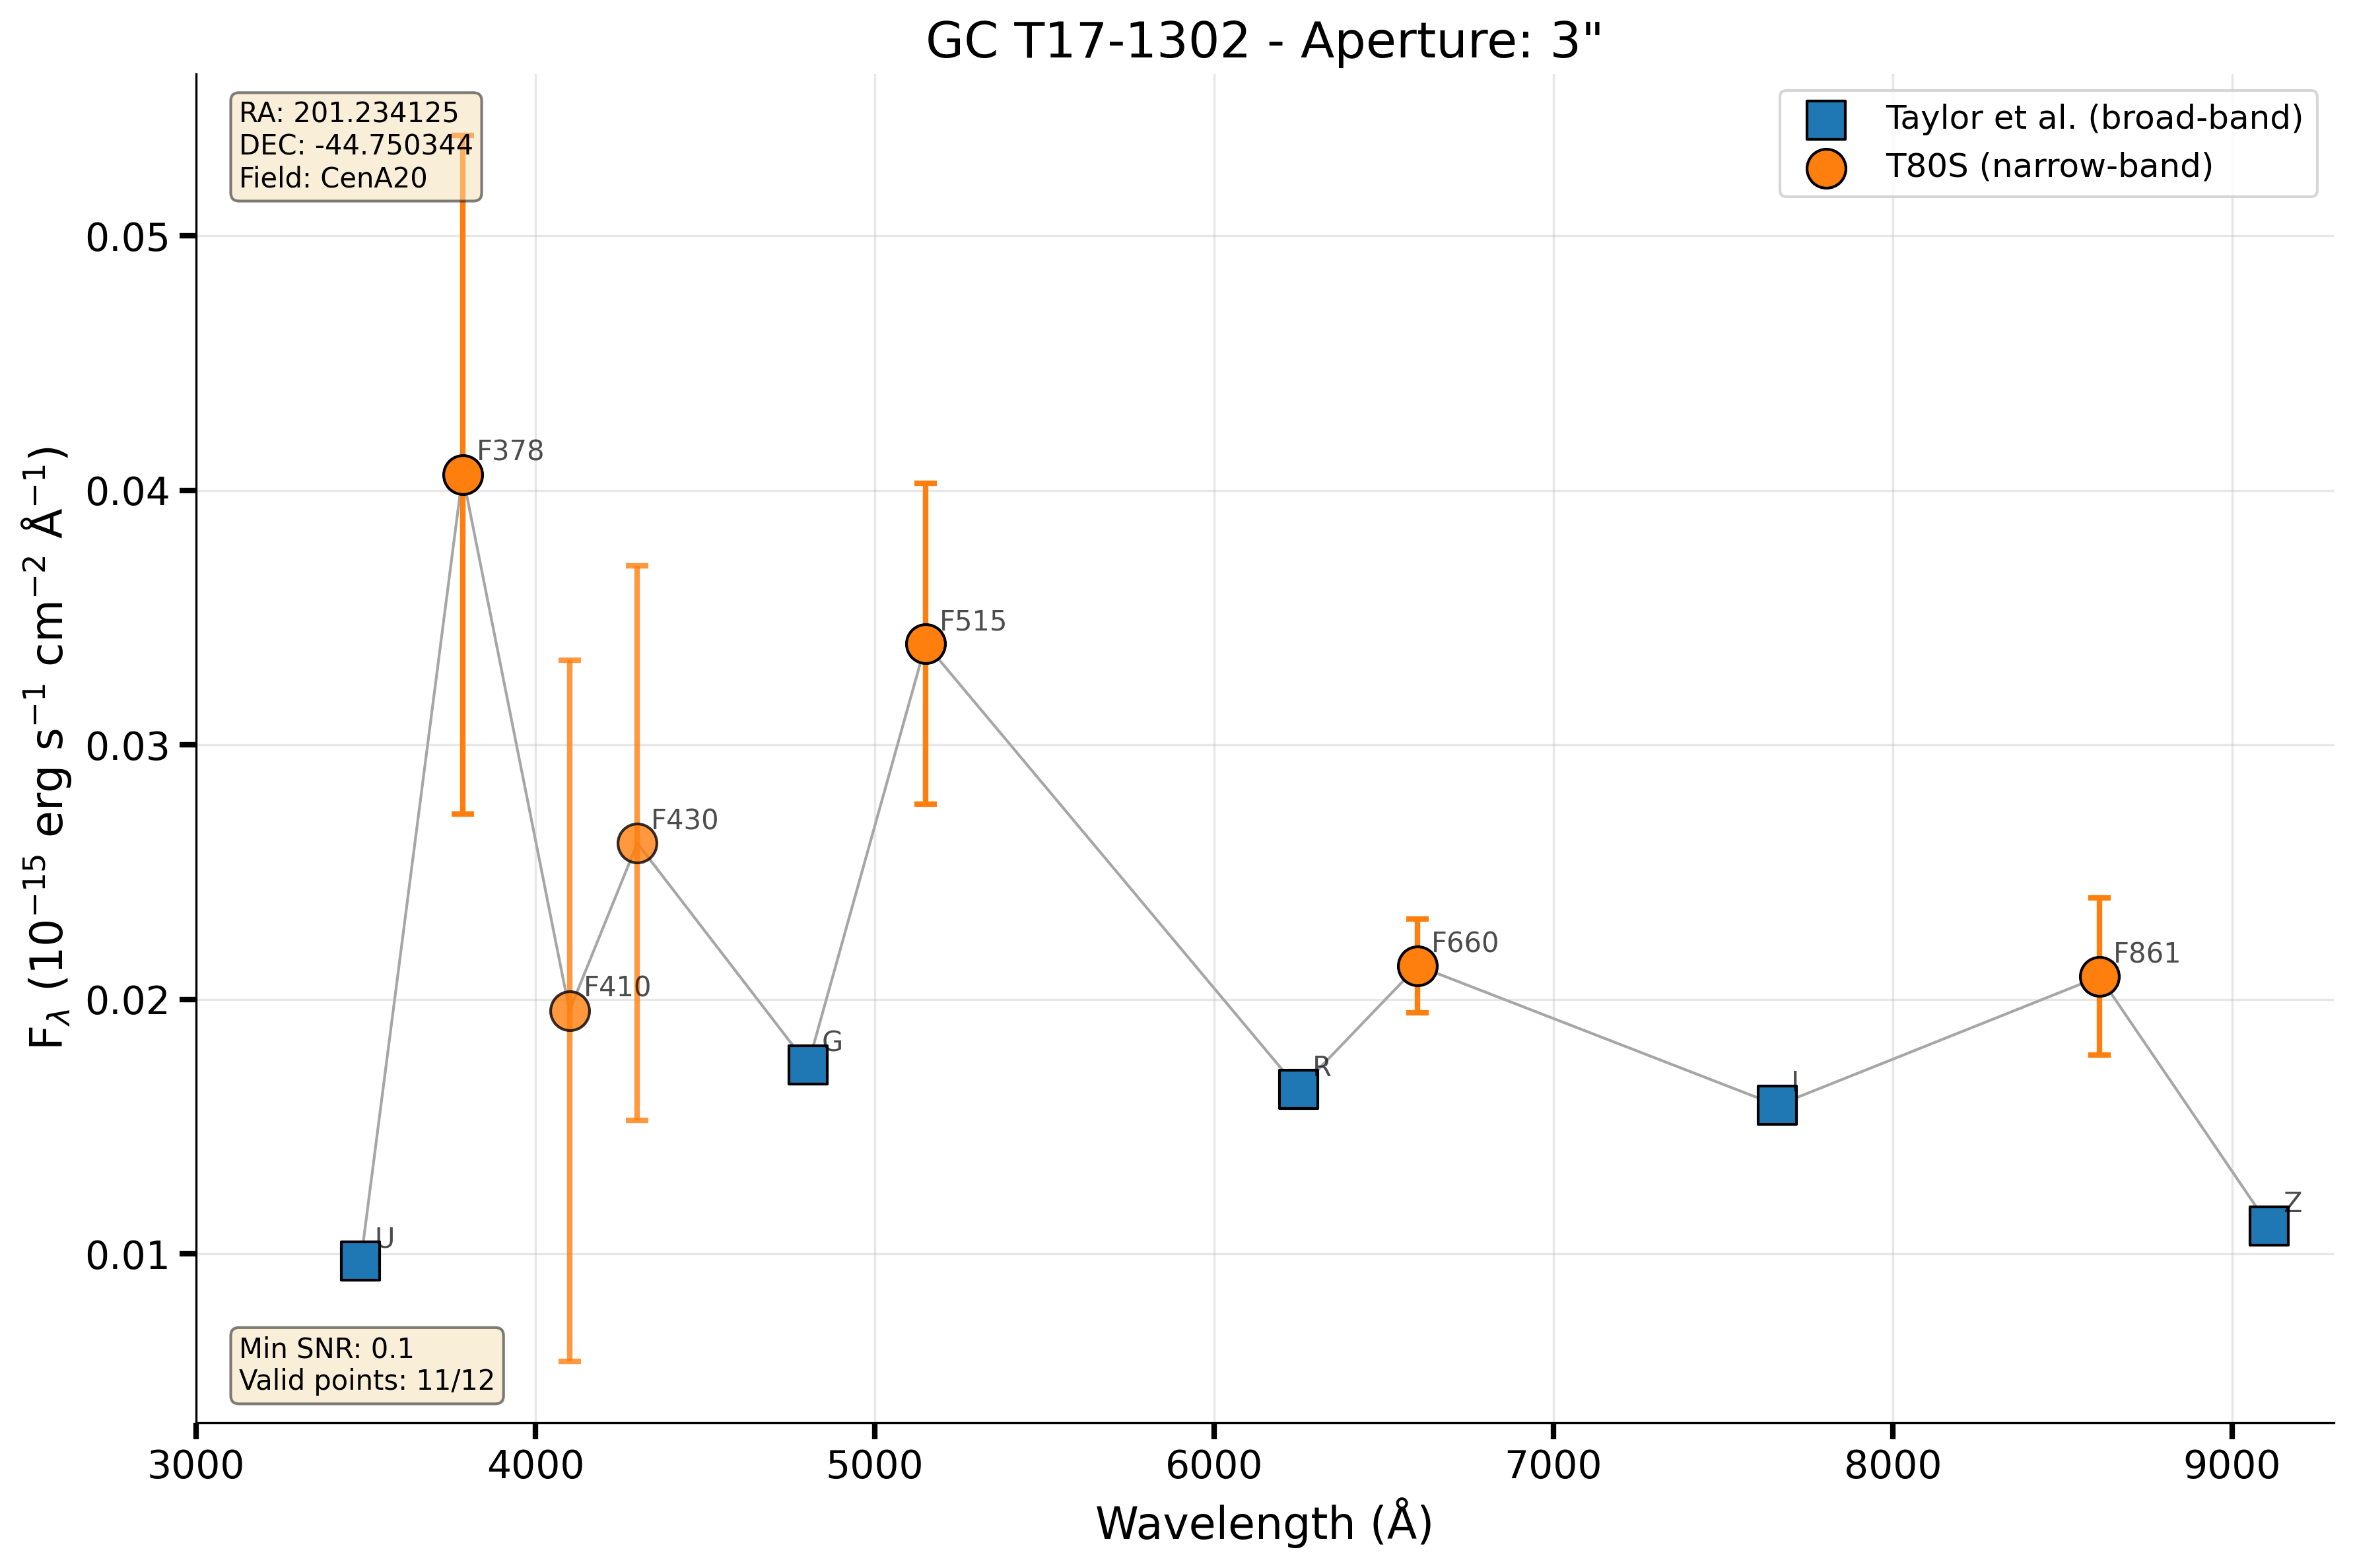 GC T17-1302 - Aperture: 3"
RA: 201.234125
DEC: -44.750344
Field: CenA20
Taylor et al. (broad-band)
T80S (narrow-band)
F378
F515
F430
F410
F660
F861
G
R
I
U
Z
Min SNR: 0.1
Valid points: 11/12
0.05
0.04
0.03
0.02
0.01
F_λ (10⁻¹⁵ erg s⁻¹ cm⁻² Å⁻¹)
3000 4000 5000 6000 7000 8000 9000
Wavelength (Å)